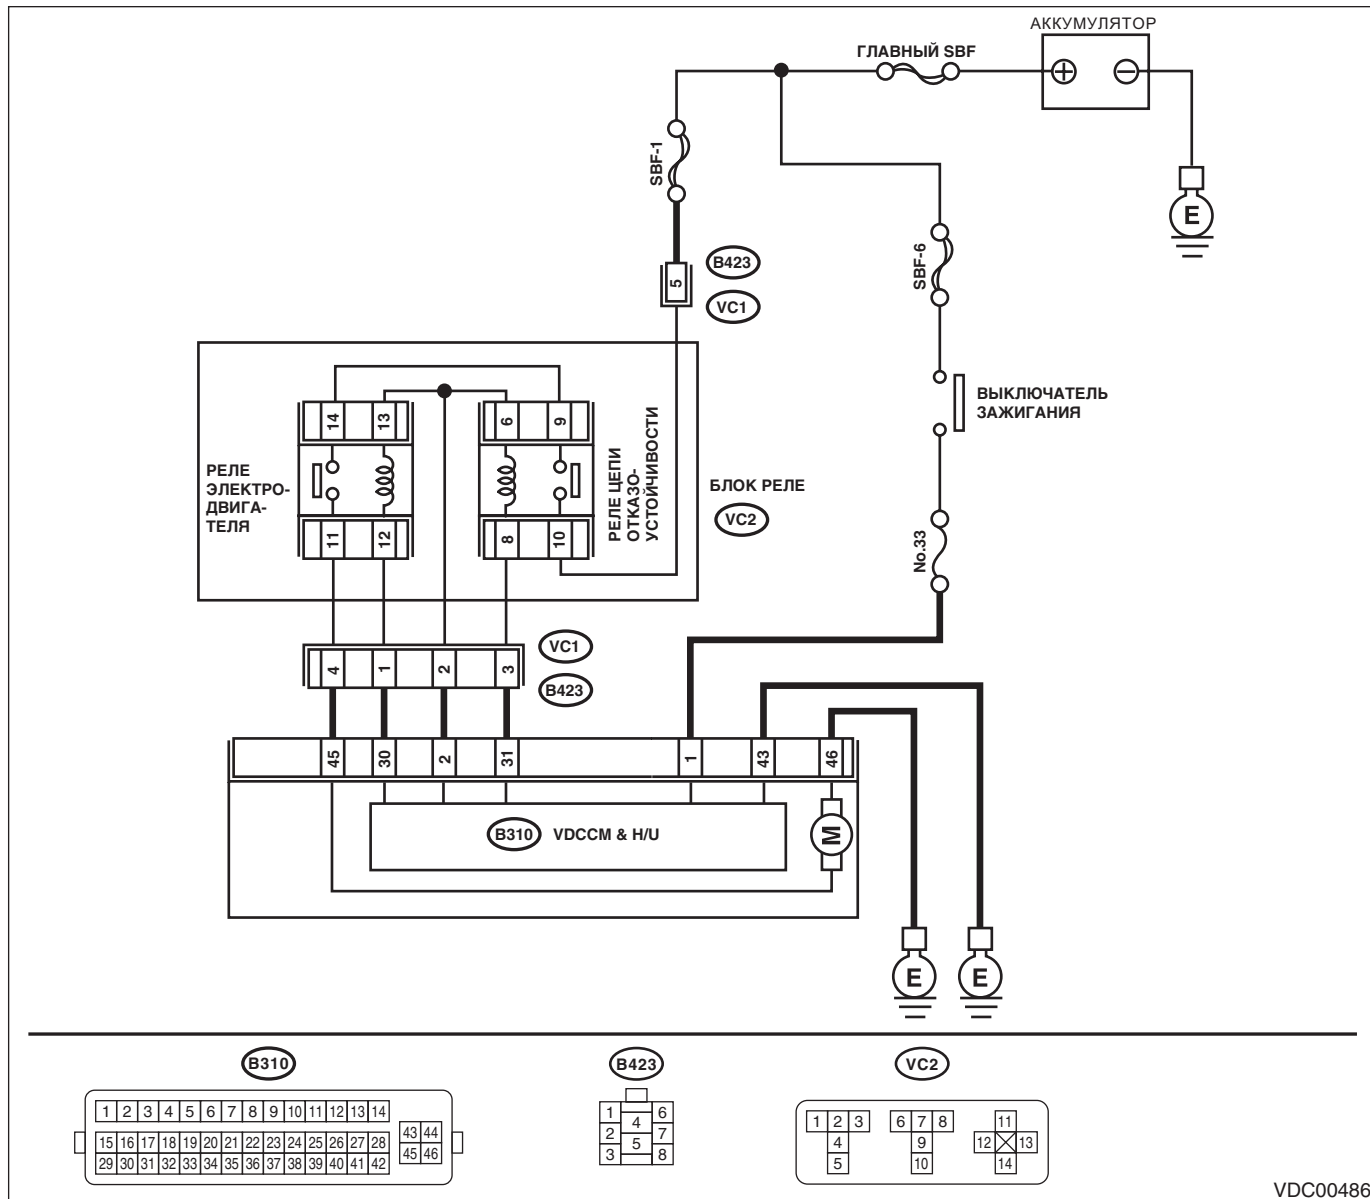 АККУМУЛЯТОР
ГЛАВНЫЙ SBF
+
−
E
SBF-1
SBF-6
B423
5
VC1
ВЫКЛЮЧАТЕЛЬ
ЗАЖИГАНИЯ
No.33
РЕЛЕ
ЭЛЕКТРО-
ДВИГА-
ТЕЛЯ
14 13
11 12
6 9
8 10
РЕЛЕ ЦЕПИ
ОТКАЗО-
УСТОЙЧИВОСТИ
БЛОК РЕЛЕ
VC2
VC1
4 1 2 3
B423
45 30 2 31 1 43 46
B310 VDCCM & H/U
M
E E
B310
1 2 3 4 5 6 7 8 9 10 11 12 13 14
15 16 17 18 19 20 21 22 23 24 25 26 27 28
29 30 31 32 33 34 35 36 37 38 39 40 41 42
43 44
45 46
B423
1 4 6
2 5 7
3 8
VC2
1 2 3
4
5
6 7 8
9
10
11
12 13
14
VDC00486